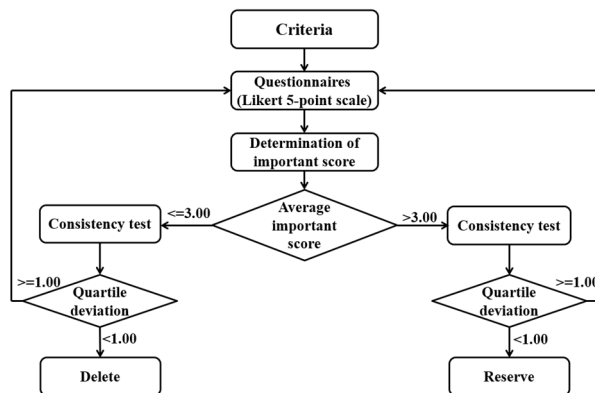 Criteria
Questionnaires
(Likert 5-point scale)
Determination of
important score
<=3.00
Average
important
score
>3.00
Consistency test
Consistency test
>=1.00
Quartile
deviation
>=1.00
Quartile
deviation
<1.00
<1.00
Delete
Reserve